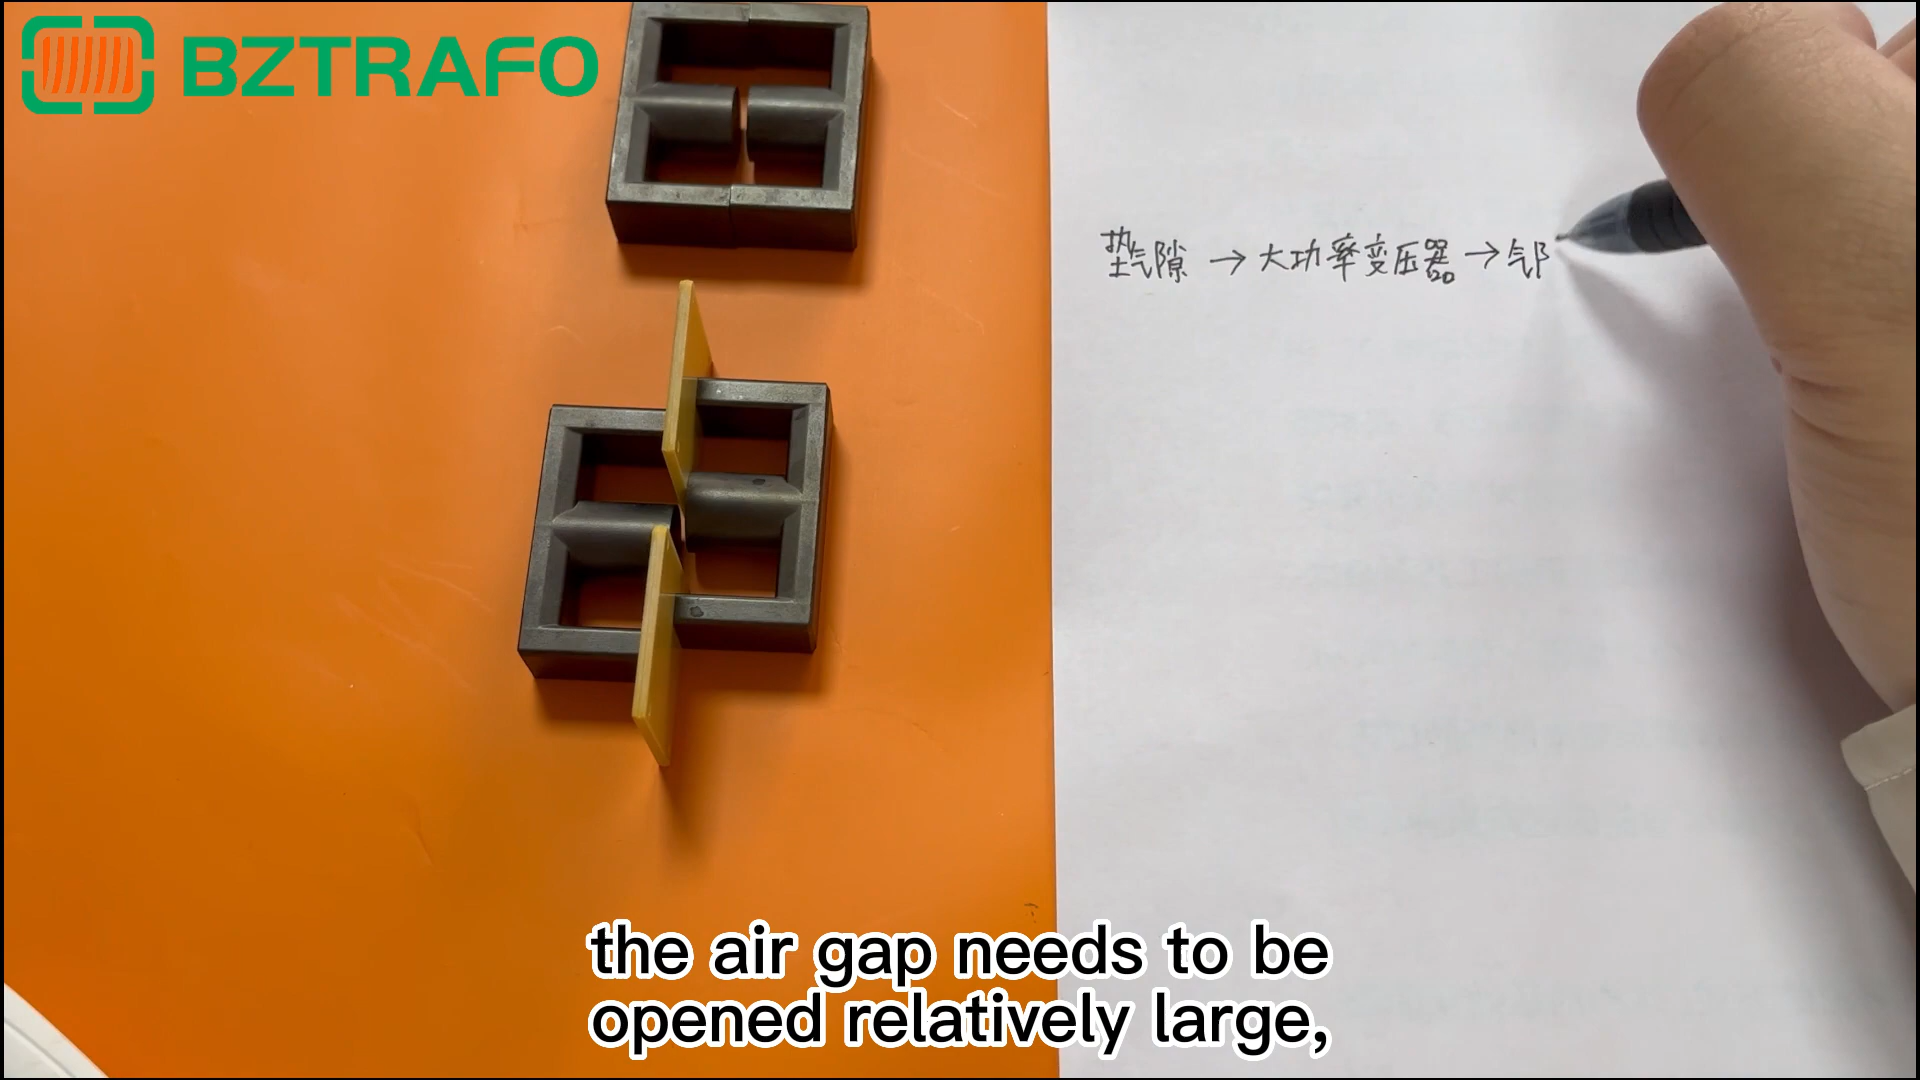 BZTRAFO
垫气隙 → 大功率变压器 → 气
the air gap needs to be
opened relatively large,